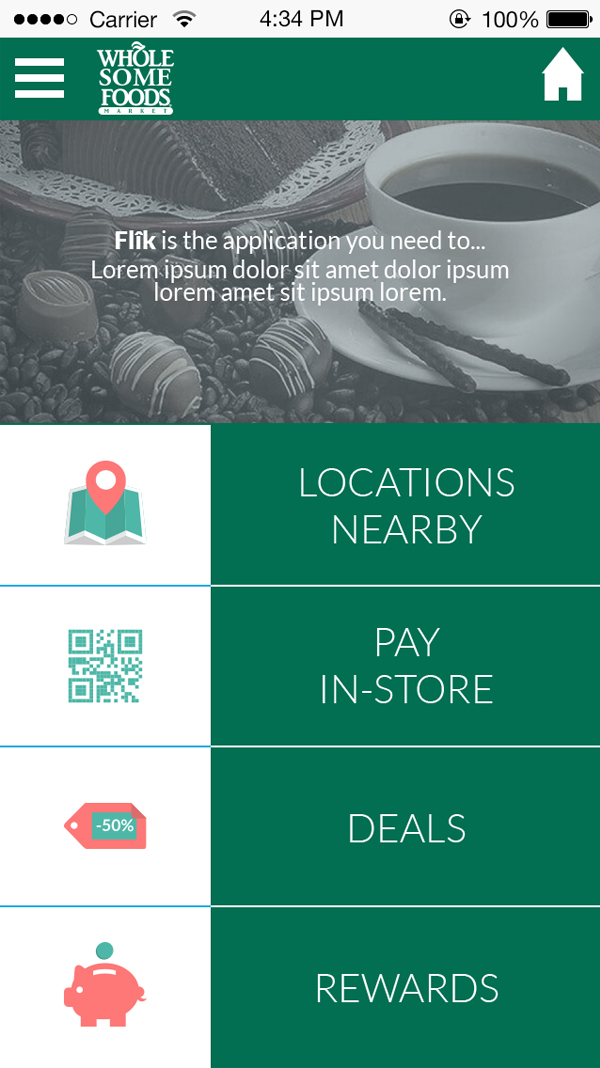 Carrier
4:34 PM
100%
WHOLE
SOME
FOODS
MARKET
Flîk is the application you need to...
Lorem ipsum dolor sit amet dolor ipsum
lorem amet sit ipsum lorem.
LOCATIONS
NEARBY
PAY
IN-STORE
-50%
DEALS
REWARDS